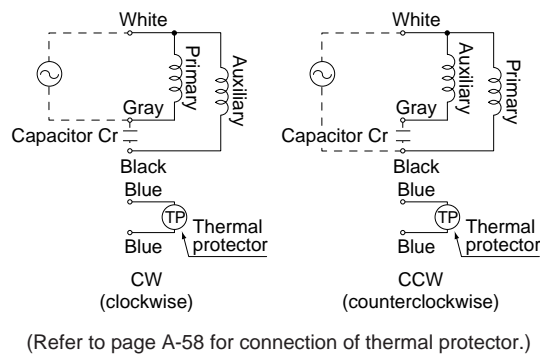 White
Primary
Auxiliary
Gray
Capacitor Cr
Black
Blue
TP
Thermal
protector
Blue
CW
(clockwise)
White
Auxiliary
Primary
Gray
Capacitor Cr
Black
Blue
TP
Thermal
protector
Blue
CCW
(counterclockwise)
(Refer to page A-58 for connection of thermal protector.)